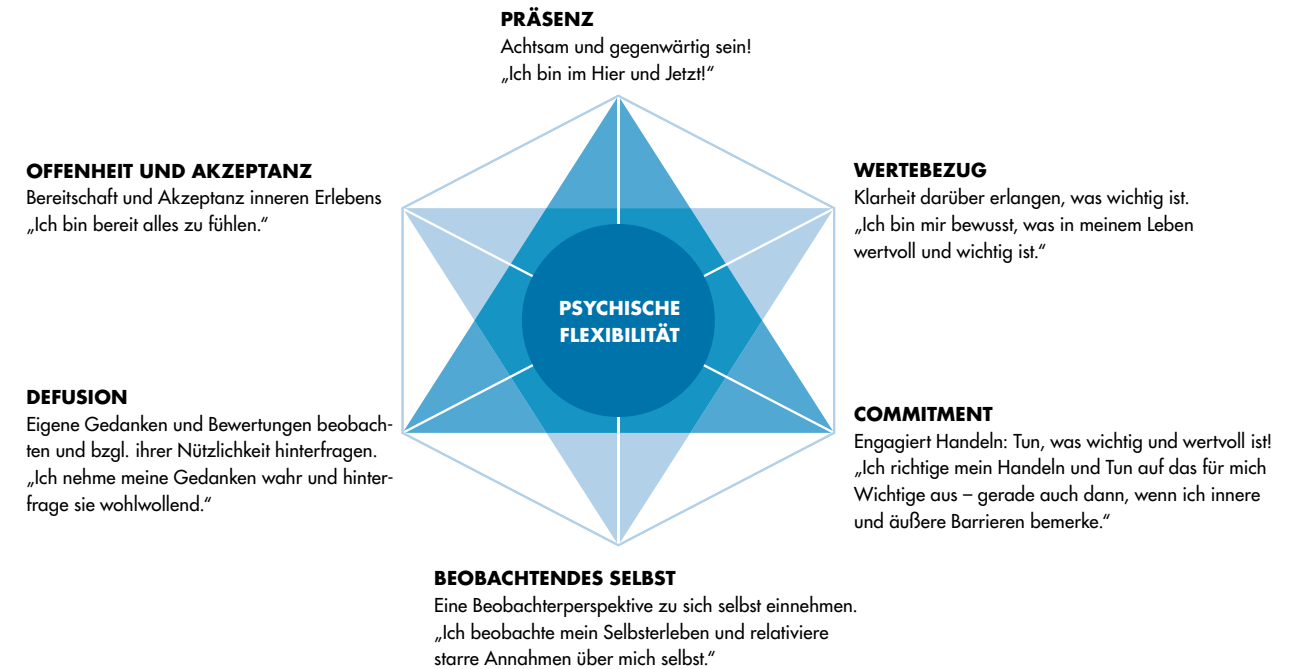 PRÄSENZ
Achtsam und gegenwärtig sein!
„Ich bin im Hier und Jetzt!“
OFFENHEIT UND AKZEPTANZ
Bereitschaft und Akzeptanz inneren Erlebens
„Ich bin bereit alles zu fühlen.“
WERTEBEZUG
Klarheit darüber erlangen, was wichtig ist.
„Ich bin mir bewusst, was in meinem Leben
wertvoll und wichtig ist.“
PSYCHISCHE
FLEXIBILITÄT
DEFUSION
Eigene Gedanken und Bewertungen beobach-
ten und bzgl. ihrer Nützlichkeit hinterfragen.
„Ich nehme meine Gedanken wahr und hinter-
frage sie wohlwollend.“
COMMITMENT
Engagiert Handeln: Tun, was wichtig und wertvoll ist!
„Ich richtige mein Handeln und Tun auf das für mich
Wichtige aus – gerade auch dann, wenn ich innere
und äußere Barrieren bemerke.“
BEOBACHTENDES SELBST
Eine Beobachterperspektive zu sich selbst einnehmen.
„Ich beobachte mein Selbsterleben und relativiere
starre Annahmen über mich selbst.“